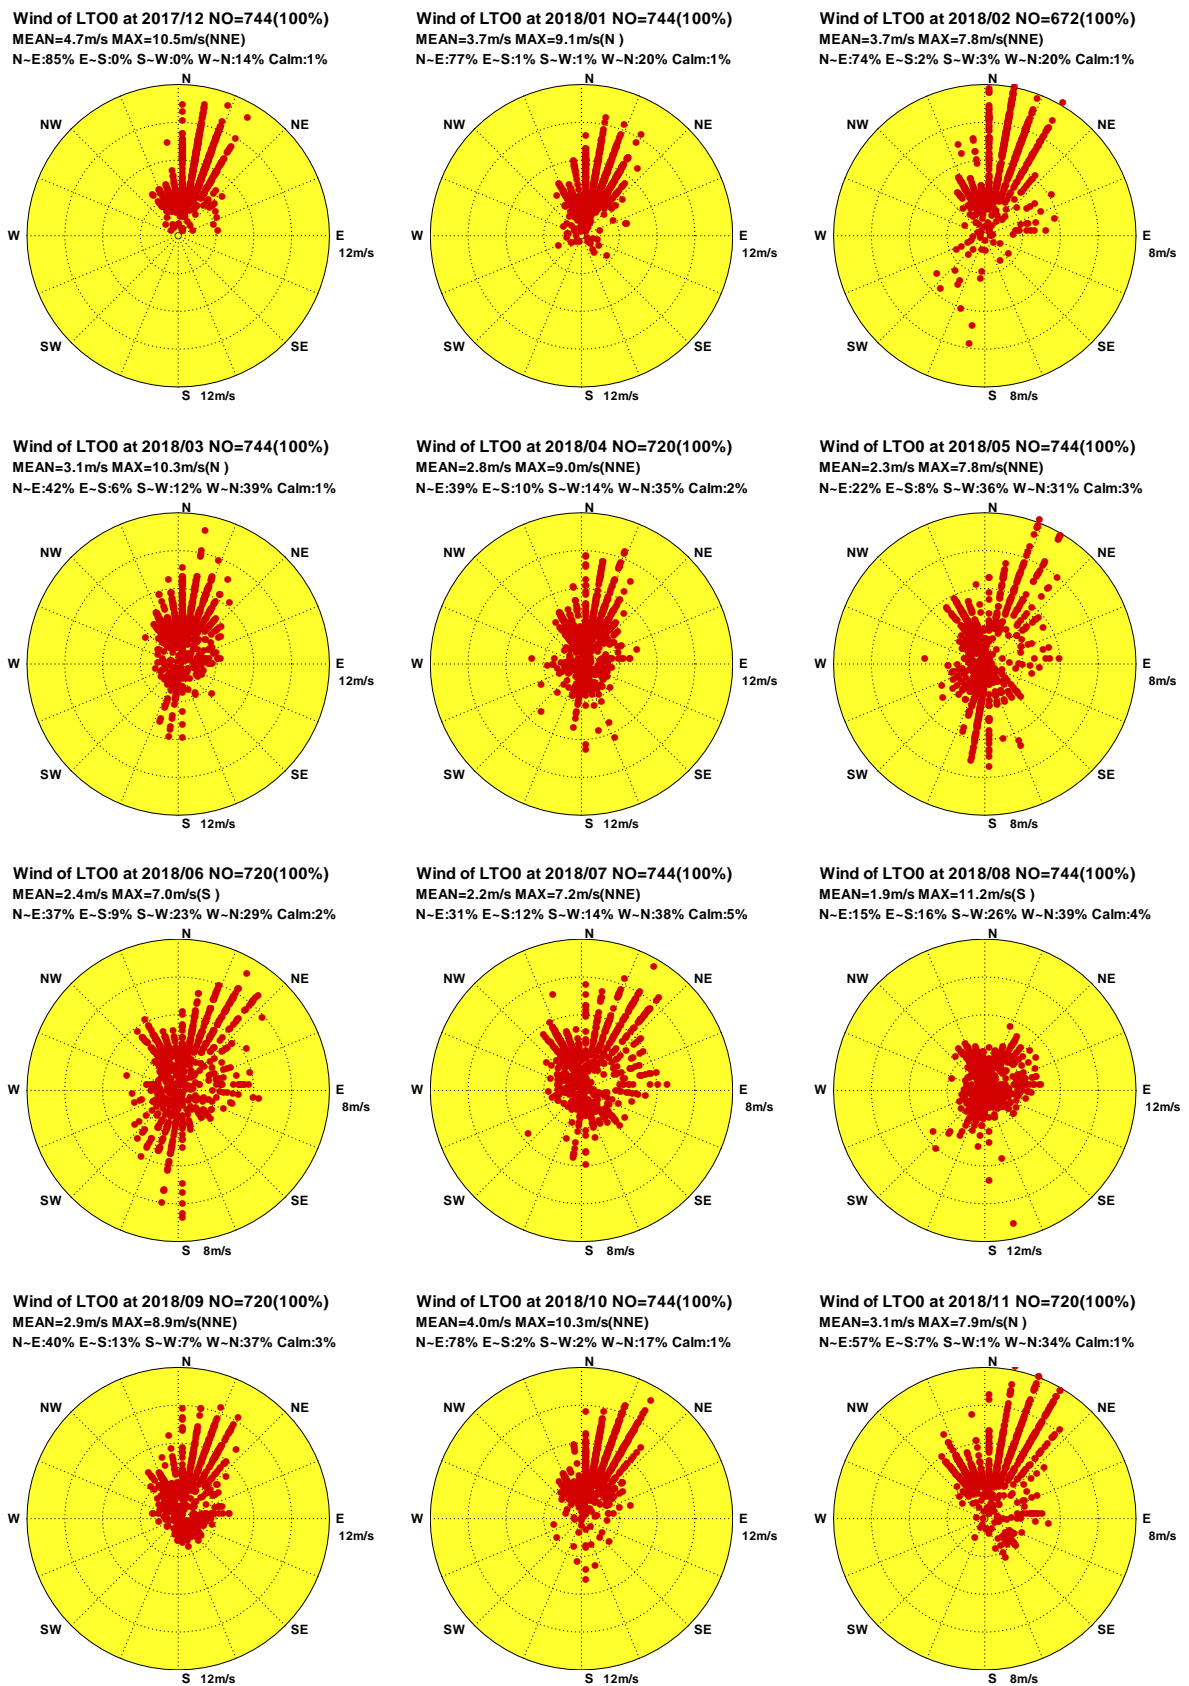 Wind of LTO0 at 2017/12 NO=744(100%)
MEAN=4.7m/s MAX=10.5m/s(NNE)
N~E:85% E~S:0% S~W:0% W~N:14% Calm:1%
N
NW
NE
W
E
12m/s
SW
SE
S 12m/s
Wind of LTO0 at 2018/01 NO=744(100%)
MEAN=3.7m/s MAX=9.1m/s(N )
N~E:77% E~S:1% S~W:1% W~N:20% Calm:1%
N
NW
NE
W
E
12m/s
SW
SE
S 12m/s
Wind of LTO0 at 2018/02 NO=672(100%)
MEAN=3.7m/s MAX=7.8m/s(NNE)
N~E:74% E~S:2% S~W:3% W~N:20% Calm:1%
N
NW
NE
W
E
8m/s
SW
SE
S 8m/s
Wind of LTO0 at 2018/03 NO=744(100%)
MEAN=3.1m/s MAX=10.3m/s(N )
N~E:42% E~S:6% S~W:12% W~N:39% Calm:1%
N
NW
NE
W
E
12m/s
SW
SE
S 12m/s
Wind of LTO0 at 2018/04 NO=720(100%)
MEAN=2.8m/s MAX=9.0m/s(NNE)
N~E:39% E~S:10% S~W:14% W~N:35% Calm:2%
N
NW
NE
W
E
12m/s
SW
SE
S 12m/s
Wind of LTO0 at 2018/05 NO=744(100%)
MEAN=2.3m/s MAX=7.8m/s(NNE)
N~E:22% E~S:8% S~W:36% W~N:31% Calm:3%
N
NW
NE
W
E
8m/s
SW
SE
S 8m/s
Wind of LTO0 at 2018/06 NO=720(100%)
MEAN=2.4m/s MAX=7.0m/s(S )
N~E:37% E~S:9% S~W:23% W~N:29% Calm:2%
N
NW
NE
W
E
8m/s
SW
SE
S 8m/s
Wind of LTO0 at 2018/07 NO=744(100%)
MEAN=2.2m/s MAX=7.2m/s(NNE)
N~E:31% E~S:12% S~W:14% W~N:38% Calm:5%
N
NW
NE
W
E
8m/s
SW
SE
S 8m/s
Wind of LTO0 at 2018/08 NO=744(100%)
MEAN=1.9m/s MAX=11.2m/s(S )
N~E:15% E~S:16% S~W:26% W~N:39% Calm:4%
N
NW
NE
W
E
12m/s
SW
SE
S 12m/s
Wind of LTO0 at 2018/09 NO=720(100%)
MEAN=2.9m/s MAX=8.9m/s(NNE)
N~E:40% E~S:13% S~W:7% W~N:37% Calm:3%
N
NW
NE
W
E
12m/s
SW
SE
S 12m/s
Wind of LTO0 at 2018/10 NO=744(100%)
MEAN=4.0m/s MAX=10.3m/s(NNE)
N~E:78% E~S:2% S~W:2% W~N:17% Calm:1%
N
NW
NE
W
E
12m/s
SW
SE
S 12m/s
Wind of LTO0 at 2018/11 NO=720(100%)
MEAN=3.1m/s MAX=7.9m/s(N )
N~E:57% E~S:7% S~W:1% W~N:34% Calm:1%
N
NW
NE
W
E
8m/s
SW
SE
S 8m/s